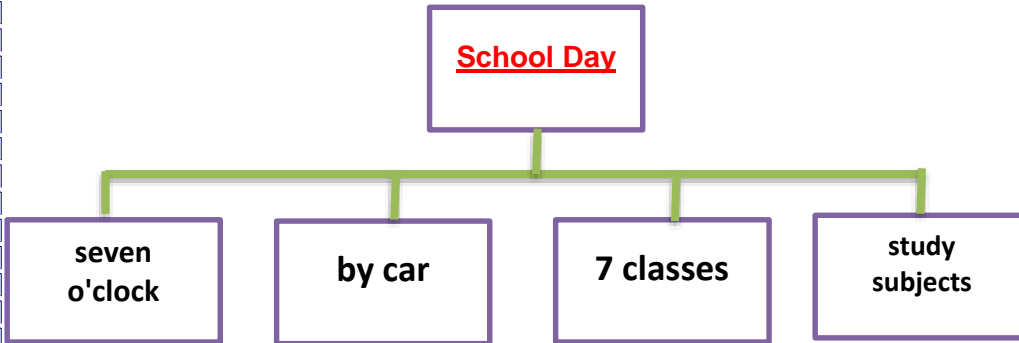 School Day
seven
o'clock
by car
7 classes
study
subjects